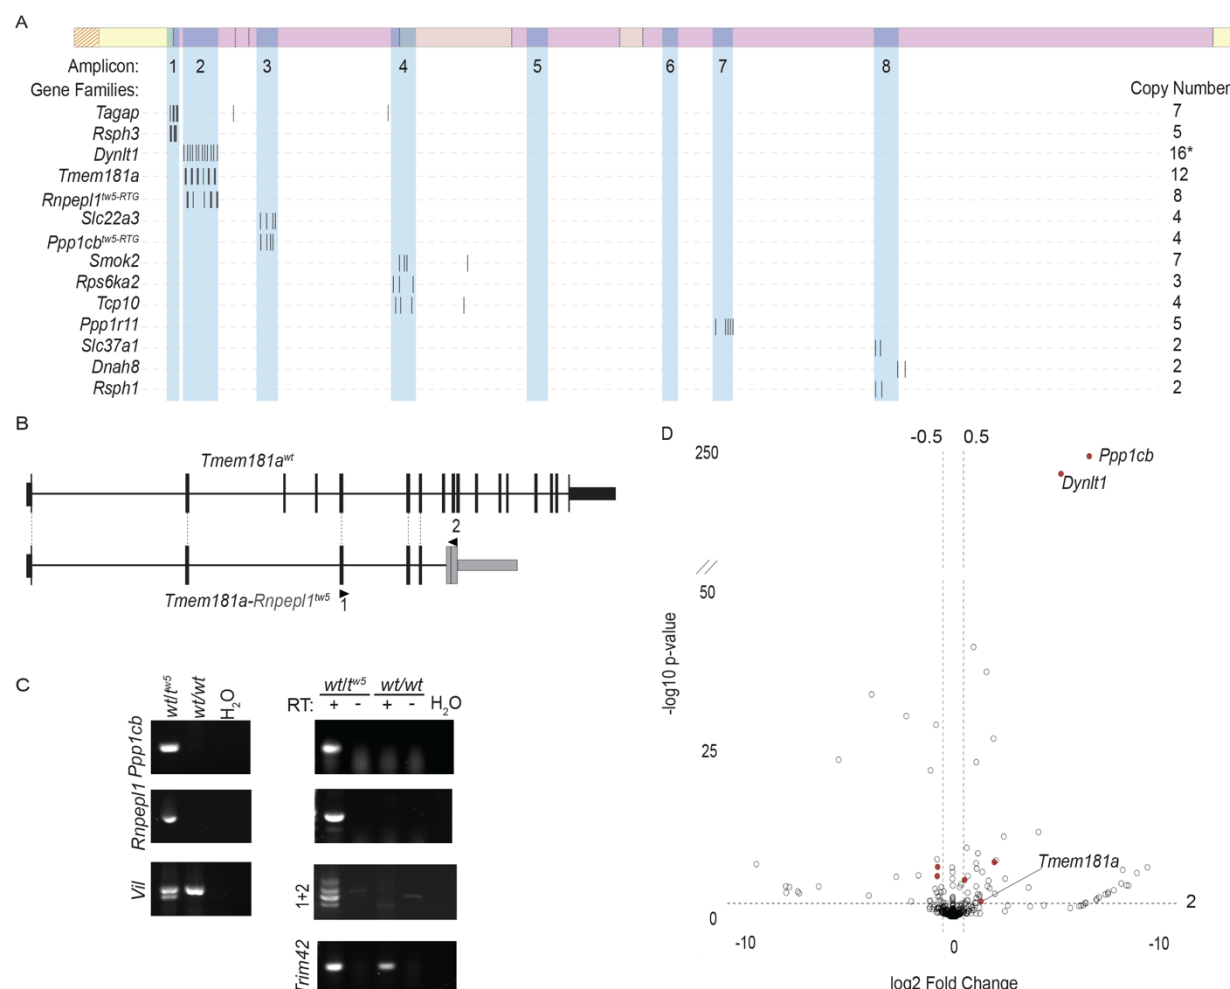 A
Amplicon: 1 2 3 4 5 6 7 8
Gene Families: Copy Number
Tagap 7
Rsph3 5
Dynlt1 16*
Tmem181a 12
Rnpepl1tw5-RTG 8
Slc22a3 4
Ppp1cbtw5-RTG 4
Smok2 7
Rps6ka2 3
Tcp10 4
Ppp1r11 5
Slc37a1 2
Dnah8 2
Rsph1 2
B
Tmem181awt
2
1
Tmem181a-Rnpepl1tw5
C
wt/tw5 wt/wt H2O
Ppp1cb
Rnpepl1
Vil
wt/tw5 wt/wt
RT: + - + - H2O
1+2
Trim42
D
-0.5 0.5
250
Ppp1cb
Dynlt1
50
-log10 p-value
25
Tmem181a
2
0
-10 0 -10
log2 Fold Change